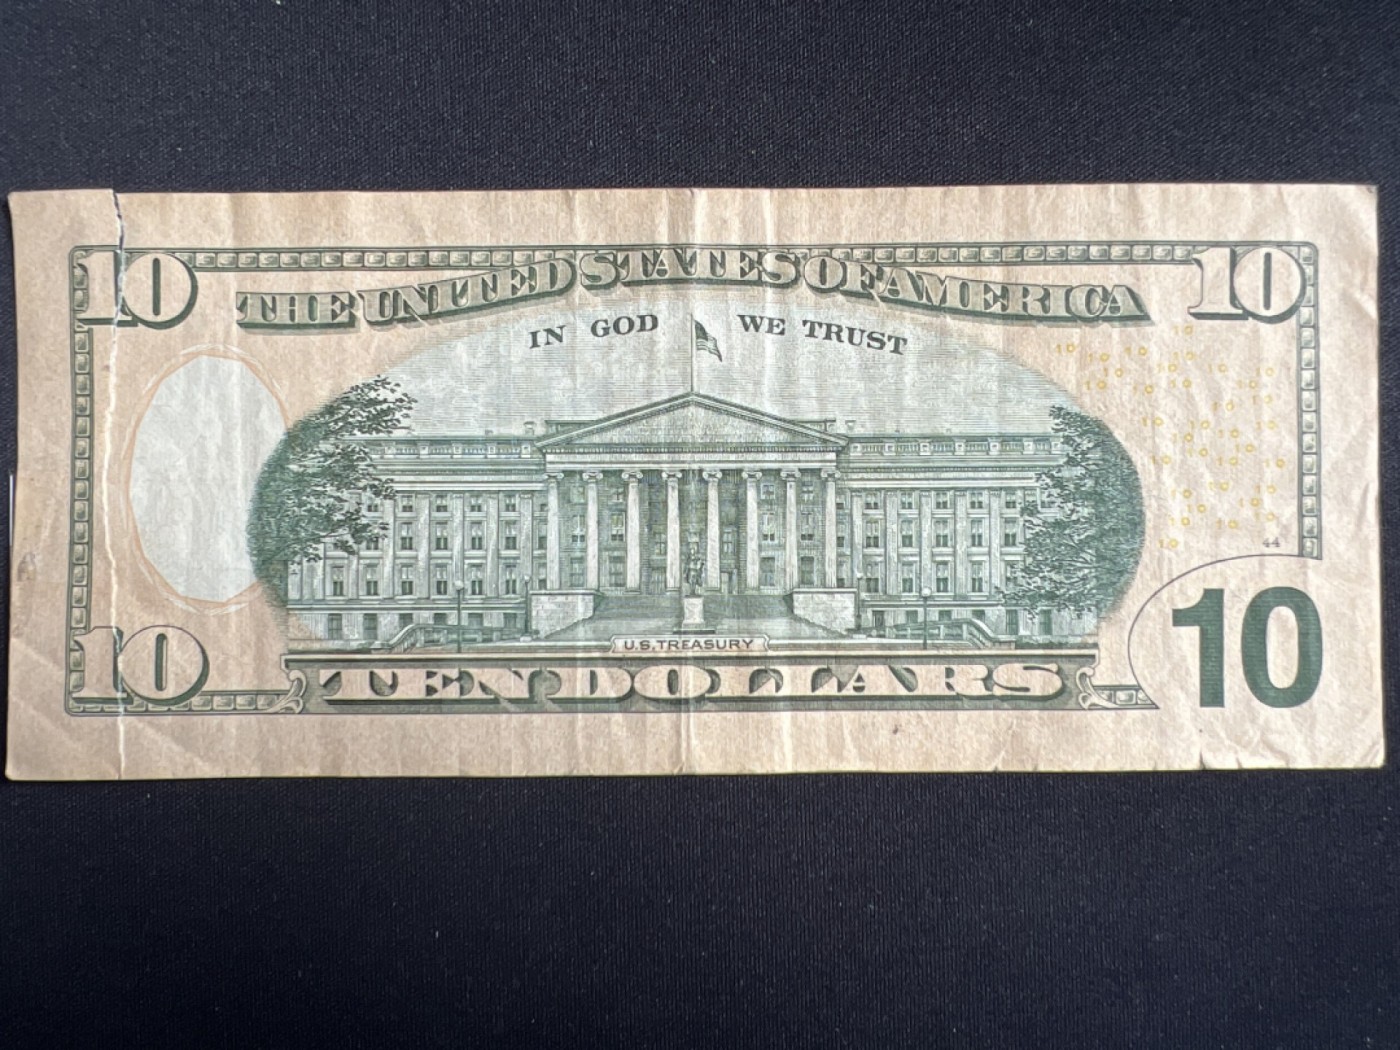 10 THE UNITED STATES OF AMERICA 10
IN GOD WE TRUST
44
U.S. TREASURY
10 TEN DOLLARS 10